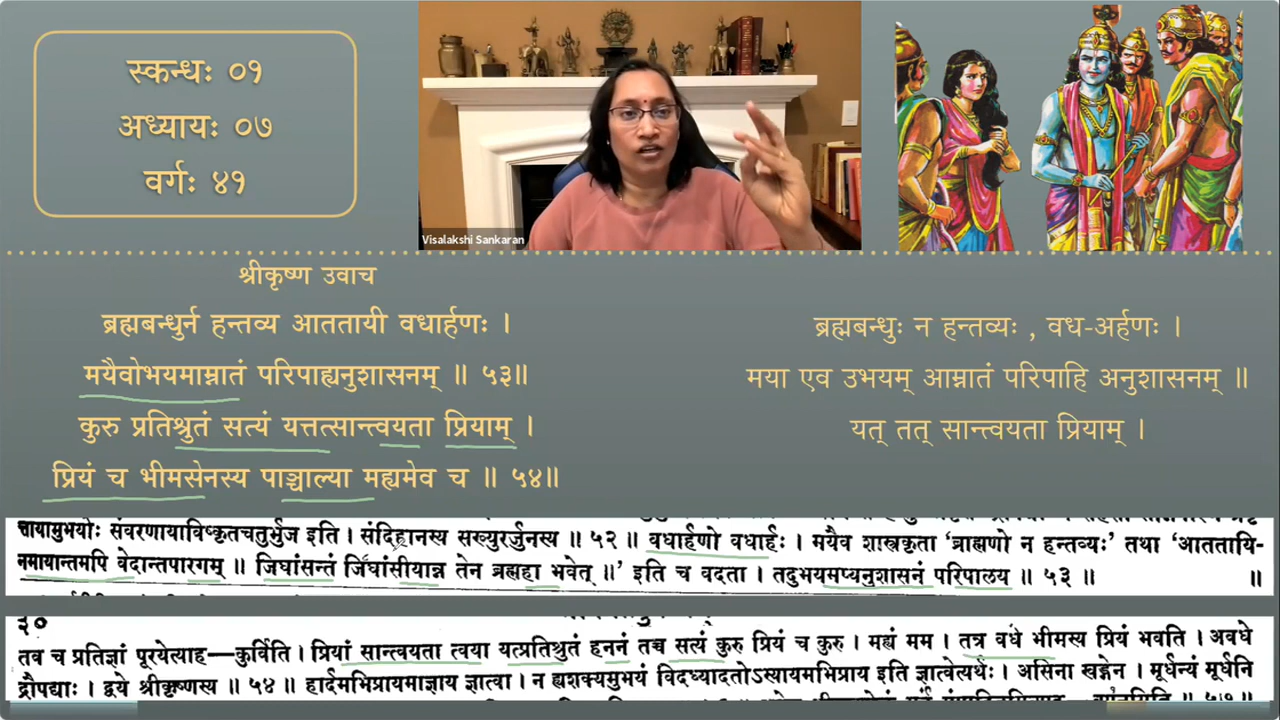 स्कन्धः ०१
अध्यायः ०७
वर्गः ४१
Visalakshi Sankaran
श्रीकृष्ण उवाच
ब्रह्मबन्धुर्न हन्तव्य आततायी वधार्हणः ।
मयैवोभयमाम्नातं परिपाह्यनुशासनम् ॥ ५३॥
कुरु प्रतिश्रुतं सत्यं यत्तत्सान्त्वयता प्रियाम् ।
प्रियं च भीमसेनस्य पाञ्चाल्या मह्यमेव च ॥ ५४॥
ब्रह्मबन्धुः न हन्तव्यः , वध-अर्हणः ।
मया एव उभयम् आम्नातं परिपाहि अनुशासनम् ॥
यत् तत् सान्त्वयता प्रियाम् ।
संवरणायाविष्कृतचतुर्भुज इति । संदिहानस्य सख्युरर्जुनस्य ॥ ५२ ॥ वधार्हणो वधार्हः । मयैव शास्त्रकृता ‘ब्राह्मणो न हन्तव्यः’ तथा ‘आततायि-
नमायान्तमपि वेदान्तपारगम् ॥ जिघांसन्तं जिघांसीयान्न तेन ब्रह्महा भवेत् ॥’ इति च वदता । तदुभयमप्यनुशासनं परिपालय ॥ ५३ ॥ ॥
३०
तव च प्रतिज्ञां पूरयेत्याह—कुर्विति । प्रियां सान्त्वयता त्वया यत्प्रतिश्रुतं हननं तच्च सत्यं कुरु प्रियं च कुरु । मह्यं मम । तत्र वधे भीमस्य प्रियं भवति । अवधे
द्रौपद्याः । द्वये श्रीकृष्णस्य ॥ ५४ ॥ हार्दमभिप्रायमाज्ञाय ज्ञात्वा । न ह्यशक्यमुभयं विदध्यादतोऽस्यायमभिप्राय इति ज्ञात्वेत्यर्थः । असिना खड्गेन । मूर्धन्यं मूर्धनि